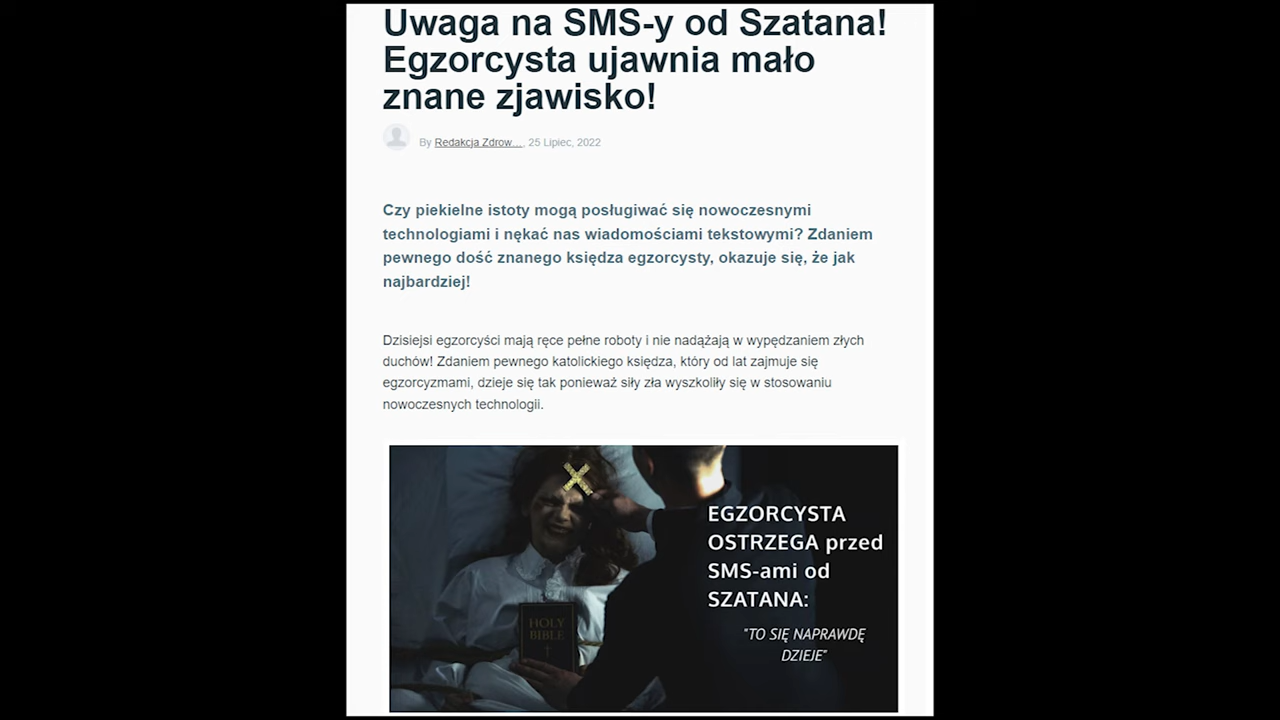 Uwaga na SMS-y od Szatana!
Egzorcysta ujawnia mało
znane zjawisko!
By Redakcja Zdrow..., 25 Lipiec, 2022
Czy piekielne istoty mogą posługiwać się nowoczesnymi
technologiami i nękać nas wiadomościami tekstowymi? Zdaniem
pewnego dość znanego księdza egzorcysty, okazuje się, że jak
najbardziej!
Dzisiejsi egzorcyści mają ręce pełne roboty i nie nadążają w wypędzaniem złych
duchów! Zdaniem pewnego katolickiego księdza, który od lat zajmuje się
egzorcyzmami, dzieje się tak ponieważ siły zła wyszkoliły się w stosowaniu
nowoczesnych technologii.
EGZORCYSTA
OSTRZEGA przed
SMS-ami od
SZATANA:
"TO SIĘ NAPRAWDĘ
DZIEJE"
HOLY
BIBLE